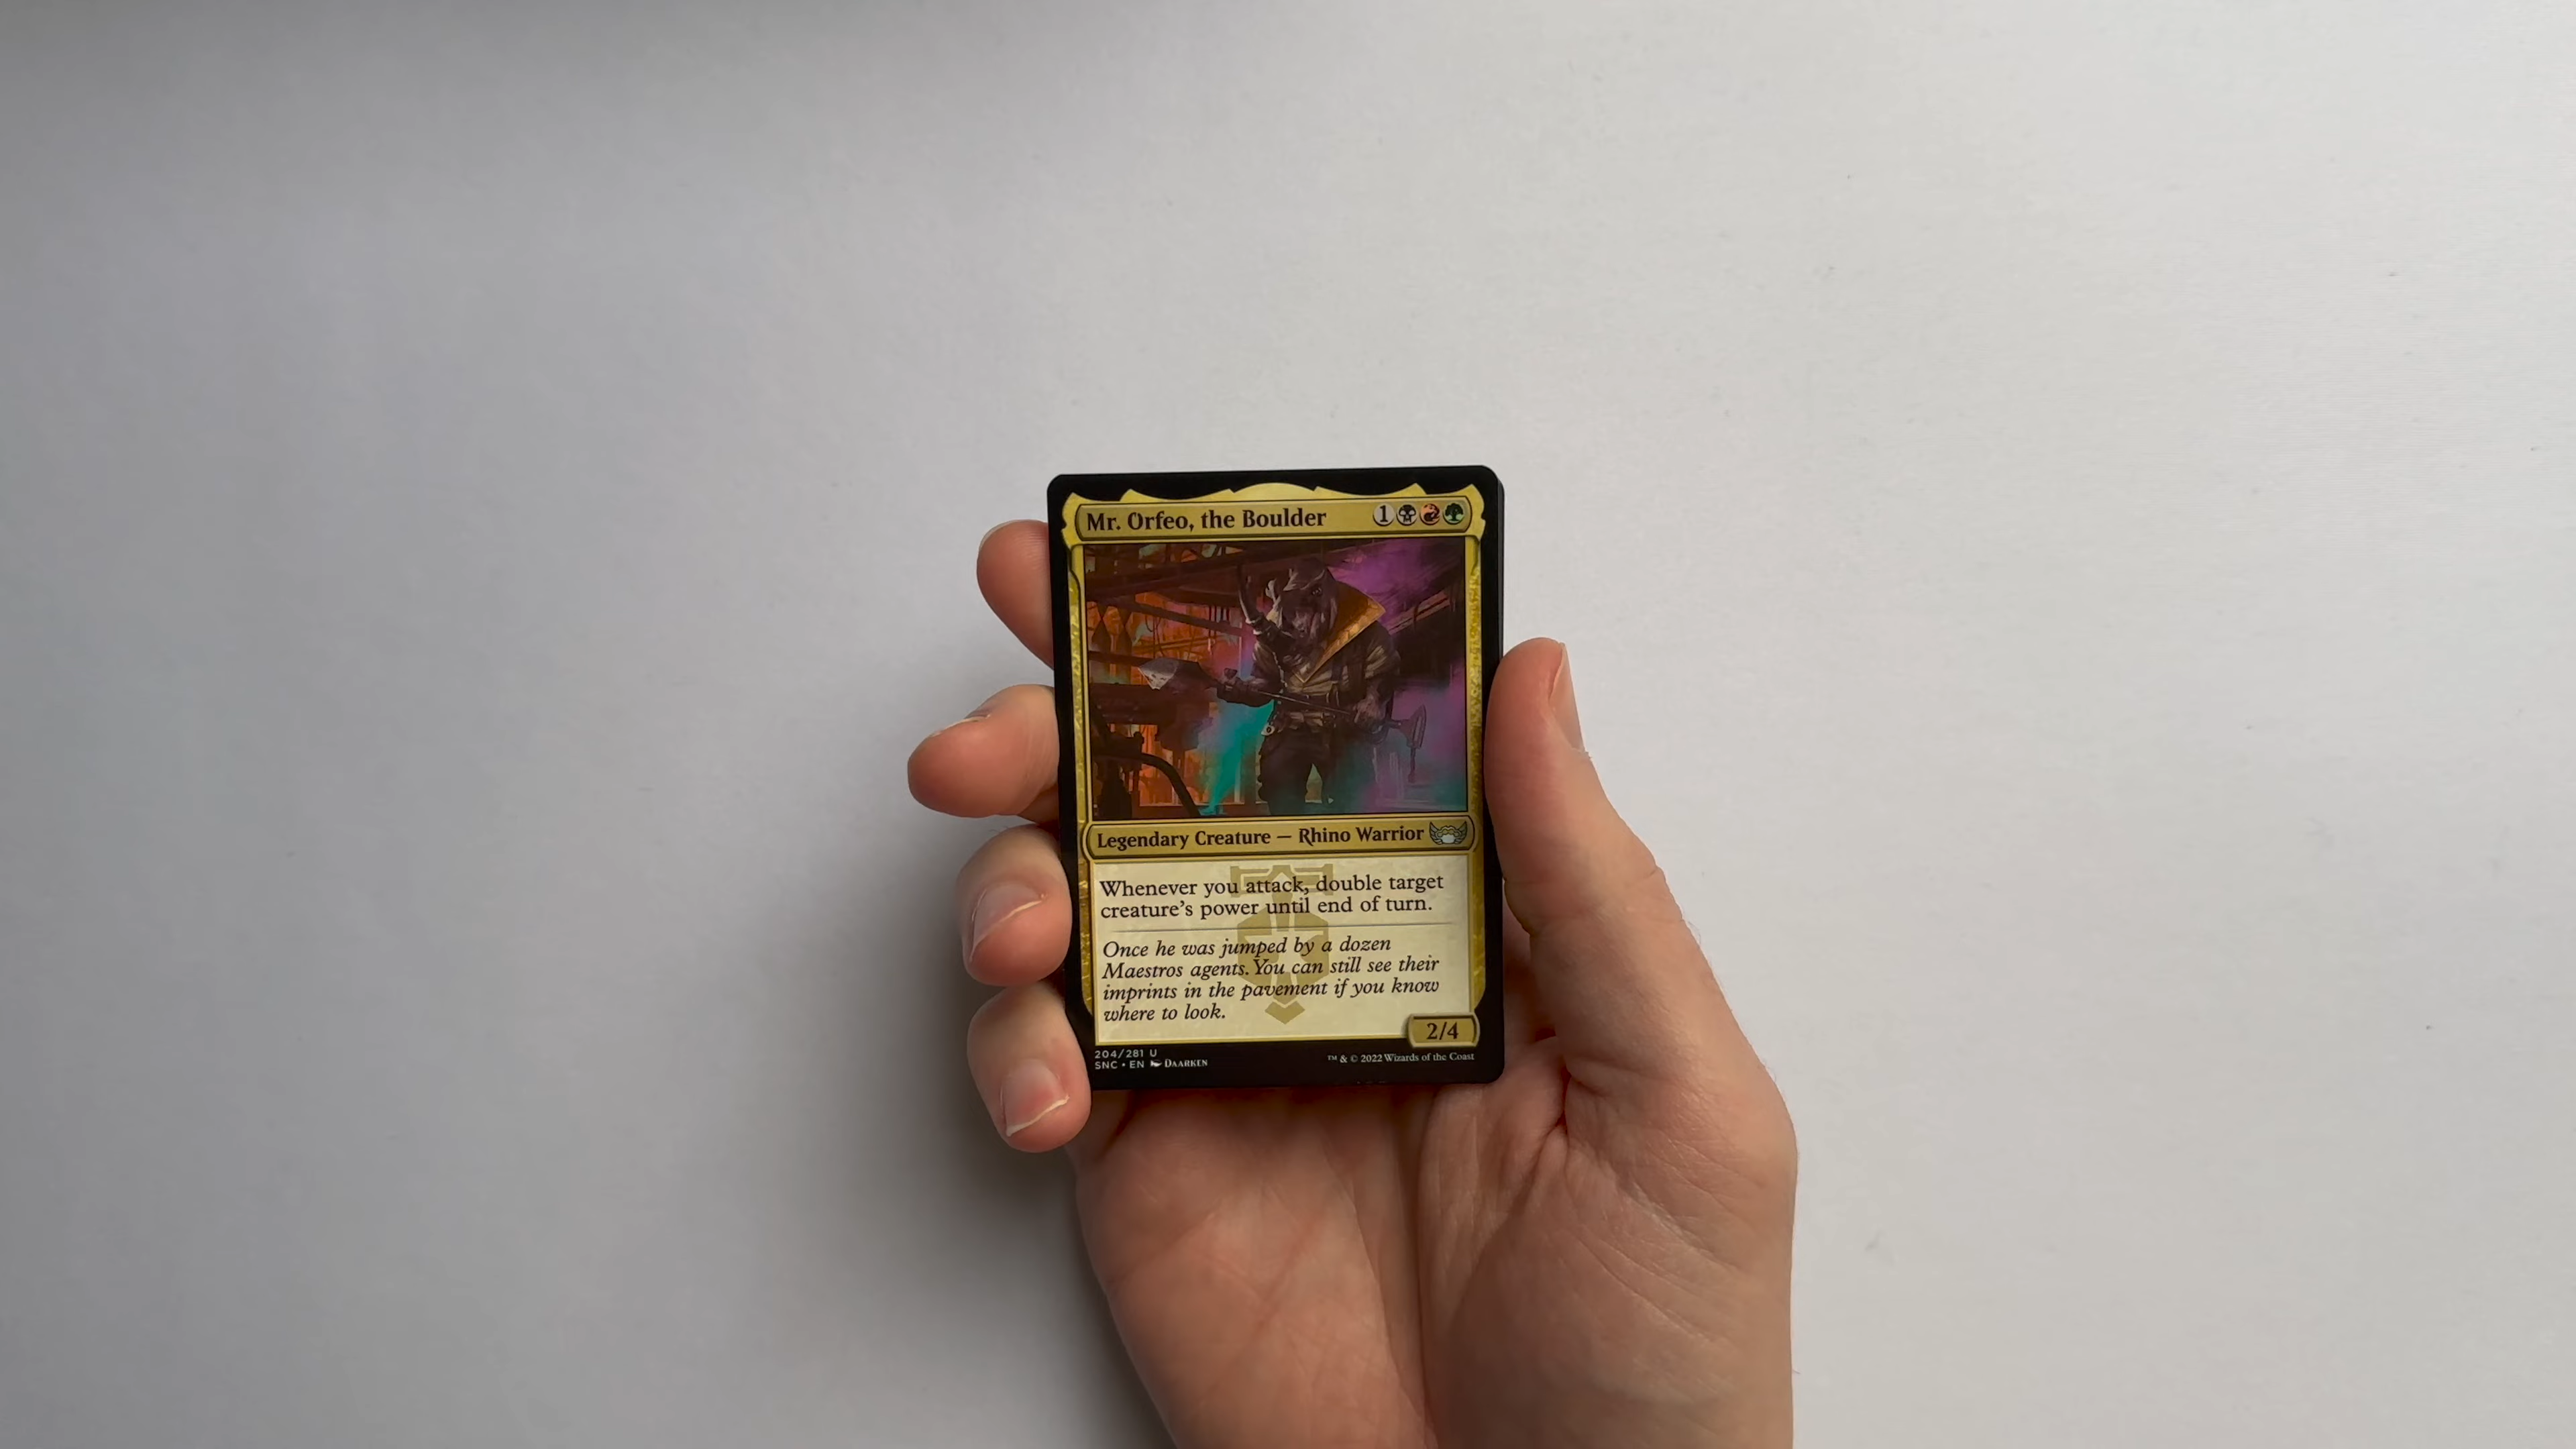 Mr. Orfeo, the Boulder 1
Legendary Creature — Rhino Warrior
Whenever you attack, double target
creature's power until end of turn.
Once he was jumped by a dozen
Maestros agents. You can still see their
imprints in the pavement if you know
where to look.
2/4
204/281 U
SNC • EN DAARKEN
™ & © 2022 Wizards of the Coast